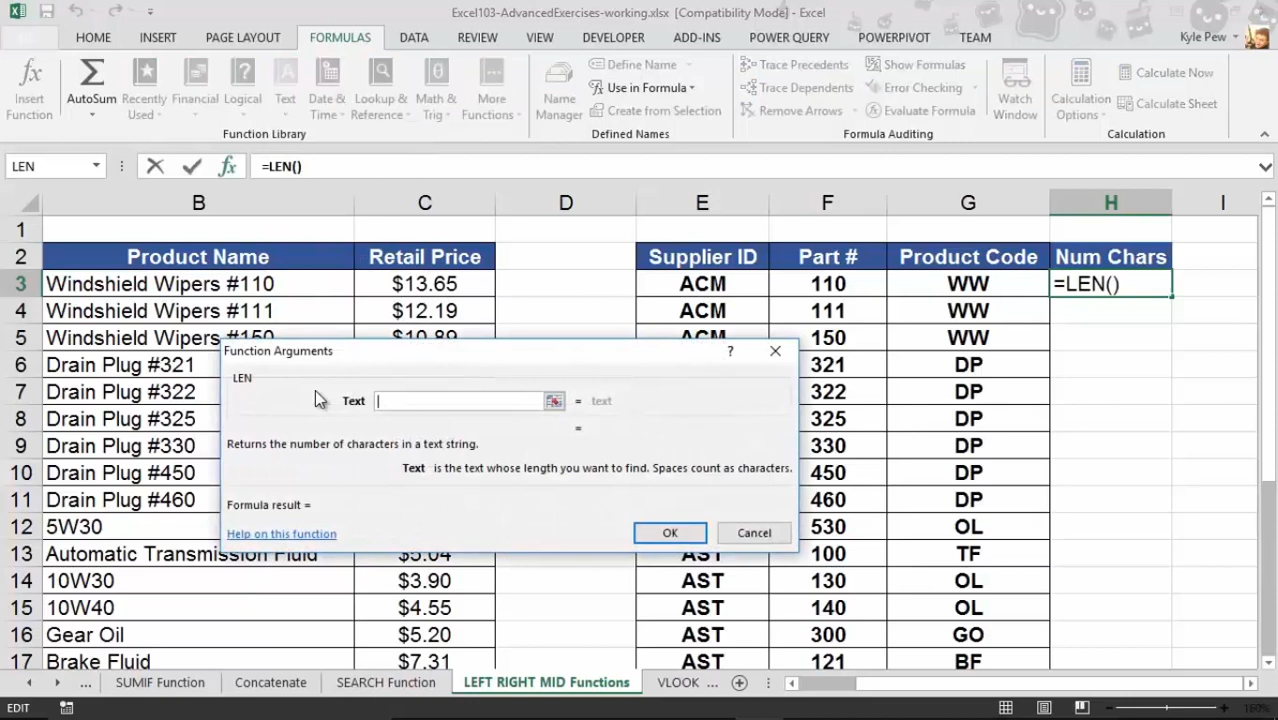 Excel103-AdvancedExercises-working.xlsx [Compatibility Mode] - Excel
HOME INSERT PAGE LAYOUT FORMULAS DATA REVIEW VIEW DEVELOPER ADD-INS POWER QUERY POWERPIVOT TEAM Kyle Pew
Insert Function
AutoSum
Recently Used
Financial
Logical
Text
Date & Time
Lookup & Reference
Math & Trig
More Functions
Function Library
Name Manager
Define Name
Use in Formula
Create from Selection
Defined Names
Trace Precedents
Trace Dependents
Remove Arrows
Show Formulas
Error Checking
Evaluate Formula
Formula Auditing
Watch Window
Calculation Options
Calculate Now
Calculate Sheet
Calculation
LEN fx =LEN()
B C D E F G H I
1
2 Product Name Retail Price Supplier ID Part # Product Code Num Chars
3 Windshield Wipers #110 $13.65 ACM 110 WW =LEN()
4 Windshield Wipers #111 $12.19 ACM 111 WW
5 Windshield Wipers #150 $10.89 ACM 150 WW
6 Drain Plug #321 321 DP
7 Drain Plug #322 322 DP
8 Drain Plug #325 325 DP
9 Drain Plug #330 330 DP
10 Drain Plug #450 450 DP
11 Drain Plug #460 460 DP
12 5W30 530 OL
13 Automatic Transmission Fluid $5.04 AST 100 TF
14 10W30 $3.90 AST 130 OL
15 10W40 $4.55 AST 140 OL
16 Gear Oil $5.20 AST 300 GO
17 Brake Fluid $7.31 AST 121 BF
Function Arguments ?
LEN
Text = text
=
Returns the number of characters in a text string.
Text is the text whose length you want to find. Spaces count as characters.
Formula result =
Help on this function
OK Cancel
... SUMIF Function Concatenate SEARCH Function LEFT RIGHT MID Functions VLOOK ...
EDIT 160%